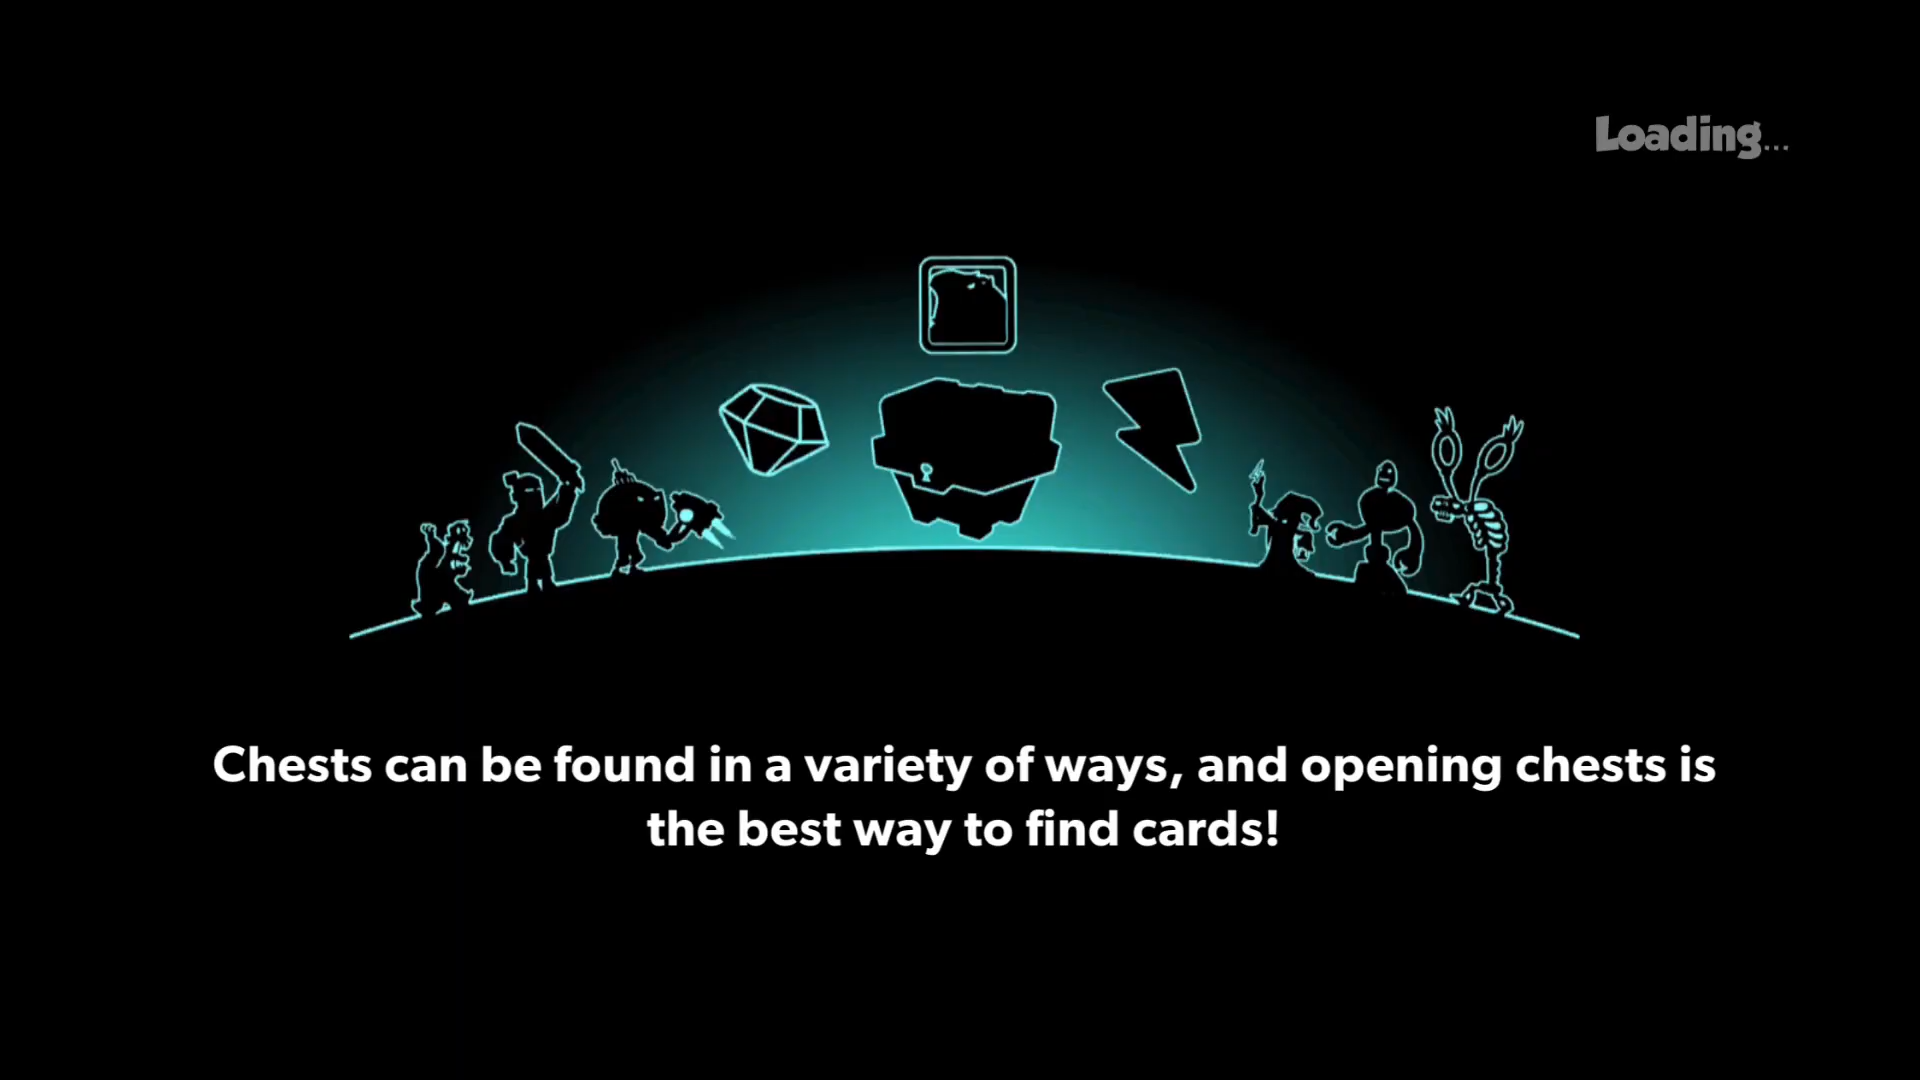 Loading...
Chests can be found in a variety of ways, and opening chests is
the best way to find cards!